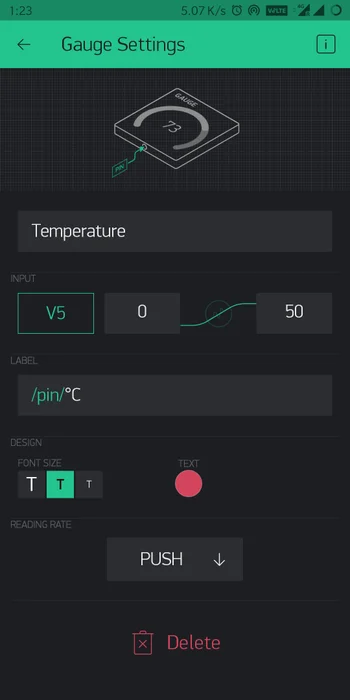 1:23 5.07 K/s VoLTE 4G
Gauge Settings i
GAUGE
73
PIN
Temperature
INPUT
V5 0 50
LABEL
/pin/°C
DESIGN
FONT SIZE TEXT
T T T
READING RATE
PUSH
Delete